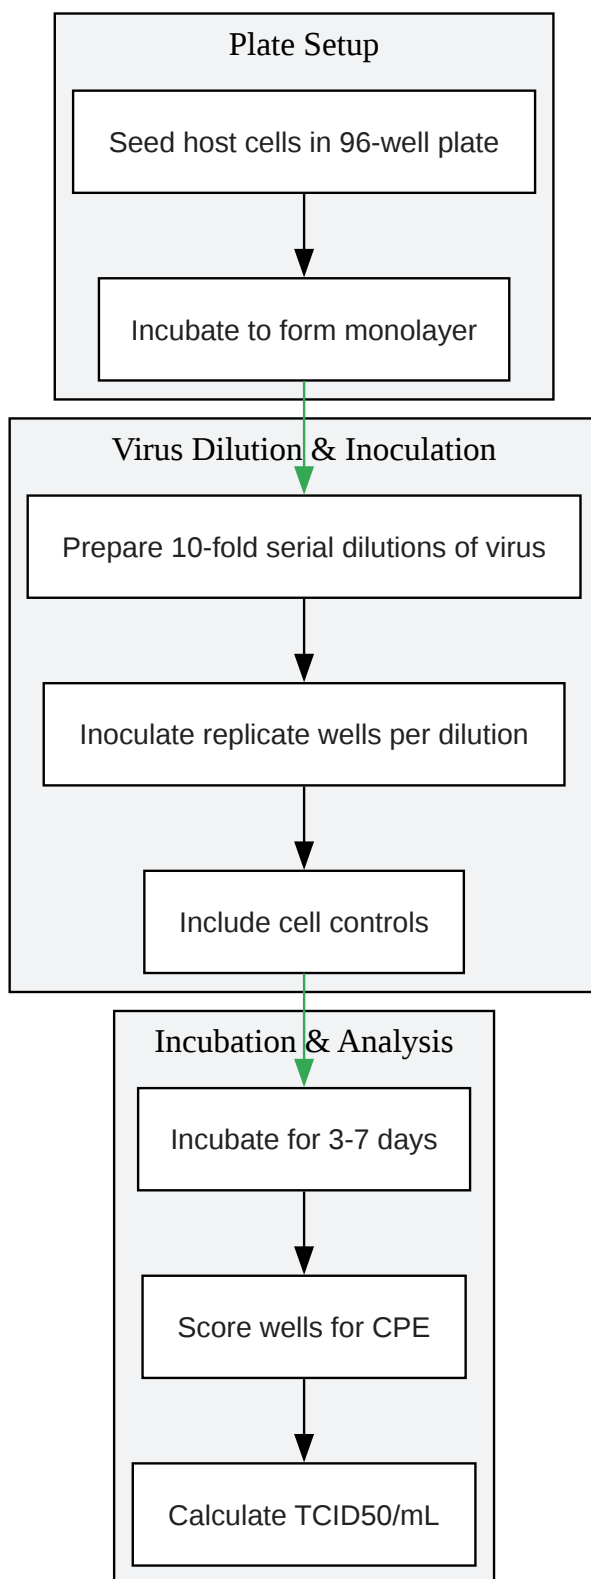 Plate Setup
Seed host cells in 96-well plate
Incubate to form monolayer
Virus Dilution & Inoculation
Prepare 10-fold serial dilutions of virus
Inoculate replicate wells per dilution
Include cell controls
Incubation & Analysis
Incubate for 3-7 days
Score wells for CPE
Calculate TCID50/mL